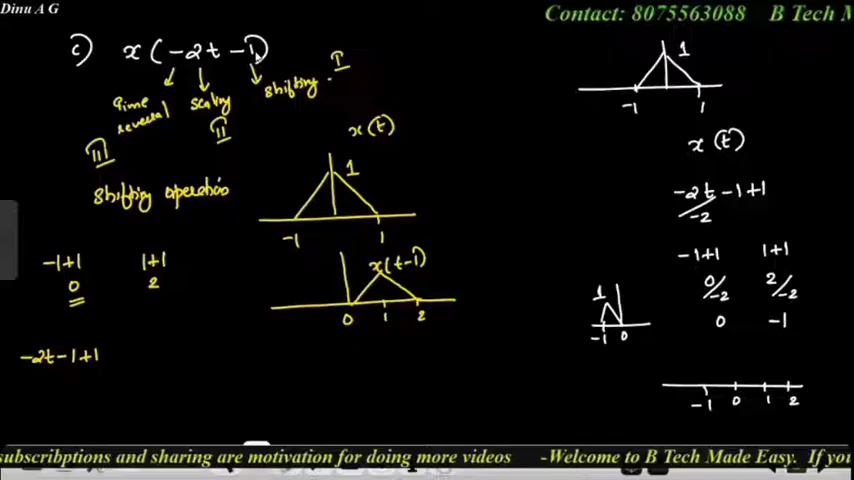 Dinu A G
Contact: 8075563088 B Tech M
c) x(-2t-1)
Time reversal
scaling
shifting.
I
II
III
Shifting operation
x(t)
1
-1 1
-1+1 1+1
0 2
x(t-1)
0 1 2
-2t-1+1
1
-1 1
x(t)
-2t-1+1
-2
-1+1 1+1
0/-2 2/-2
0 -1
1
-1 0
-1 0 1 2
subscribptions and sharing are motivation for doing more videos -Welcome to B Tech Made Easy. If you